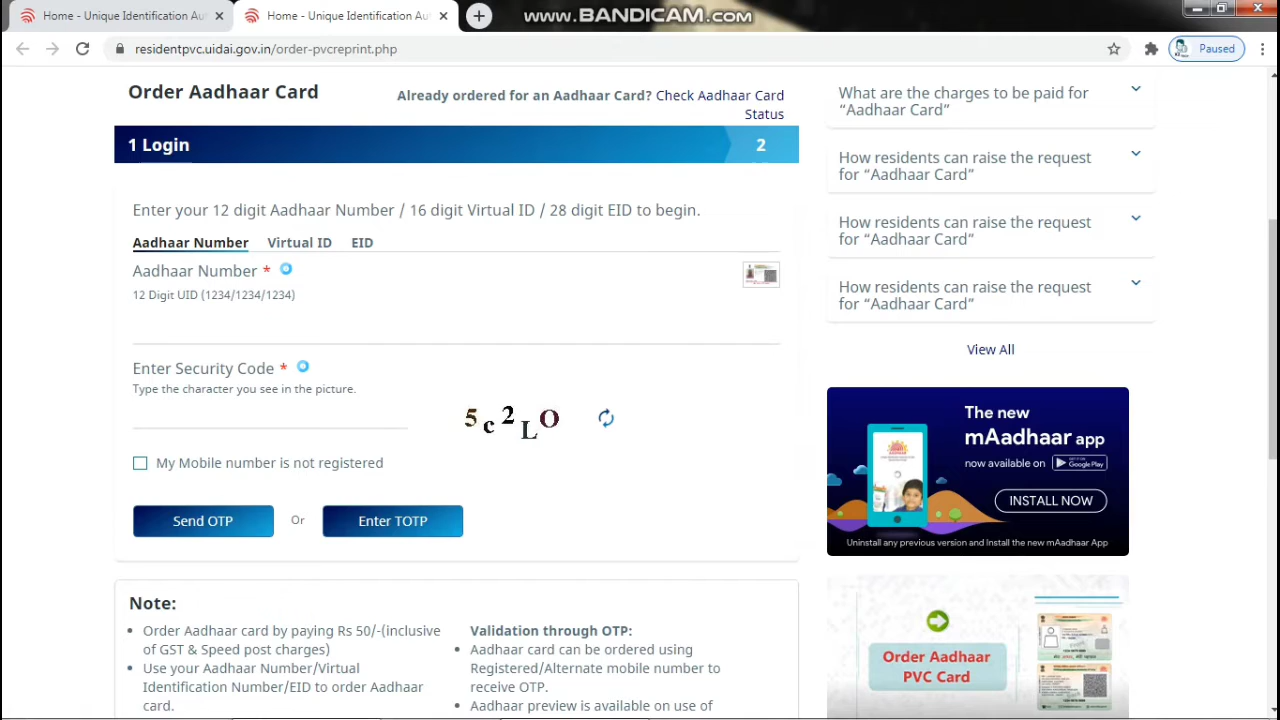 Home - Unique Identification Aut
Home - Unique Identification Aut
www.BANDICAM.com
residentpvc.uidai.gov.in/order-pvcreprint.php
Paused
Order Aadhaar Card
Already ordered for an Aadhaar Card? Check Aadhaar Card
Status
1 Login
2
Enter your 12 digit Aadhaar Number / 16 digit Virtual ID / 28 digit EID to begin.
Aadhaar Number Virtual ID EID
Aadhaar Number *
12 Digit UID (1234/1234/1234)
Enter Security Code *
Type the character you see in the picture.
5c2LO
My Mobile number is not registered
Send OTP Or Enter TOTP
Note:
Order Aadhaar card by paying Rs 50/-(inclusive
of GST & Speed post charges)
Use your Aadhaar Number/Virtual
Identification Number/EID to Aadhaar
card.
Validation through OTP:
Aadhaar card can be ordered using
Registered/Alternate mobile number to
receive OTP.
Aadhaar preview is available on use of
What are the charges to be paid for
“Aadhaar Card”
How residents can raise the request
for “Aadhaar Card”
How residents can raise the request
for “Aadhaar Card”
How residents can raise the request
for “Aadhaar Card”
View All
The new
mAadhaar app
now available on GET IT ON Google Play
INSTALL NOW
Uninstall any previous version and Install the new mAadhaar App
Order Aadhaar
PVC Card